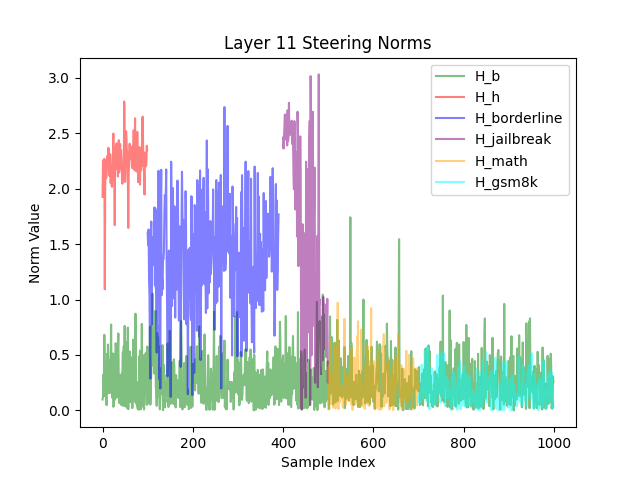 Layer 11 Steering Norms
Norm Value
3.0
2.5
2.0
1.5
1.0
0.5
0.0
H_b
H_h
H_borderline
H_jailbreak
H_math
H_gsm8k
0
200
400
600
800
1000
Sample Index